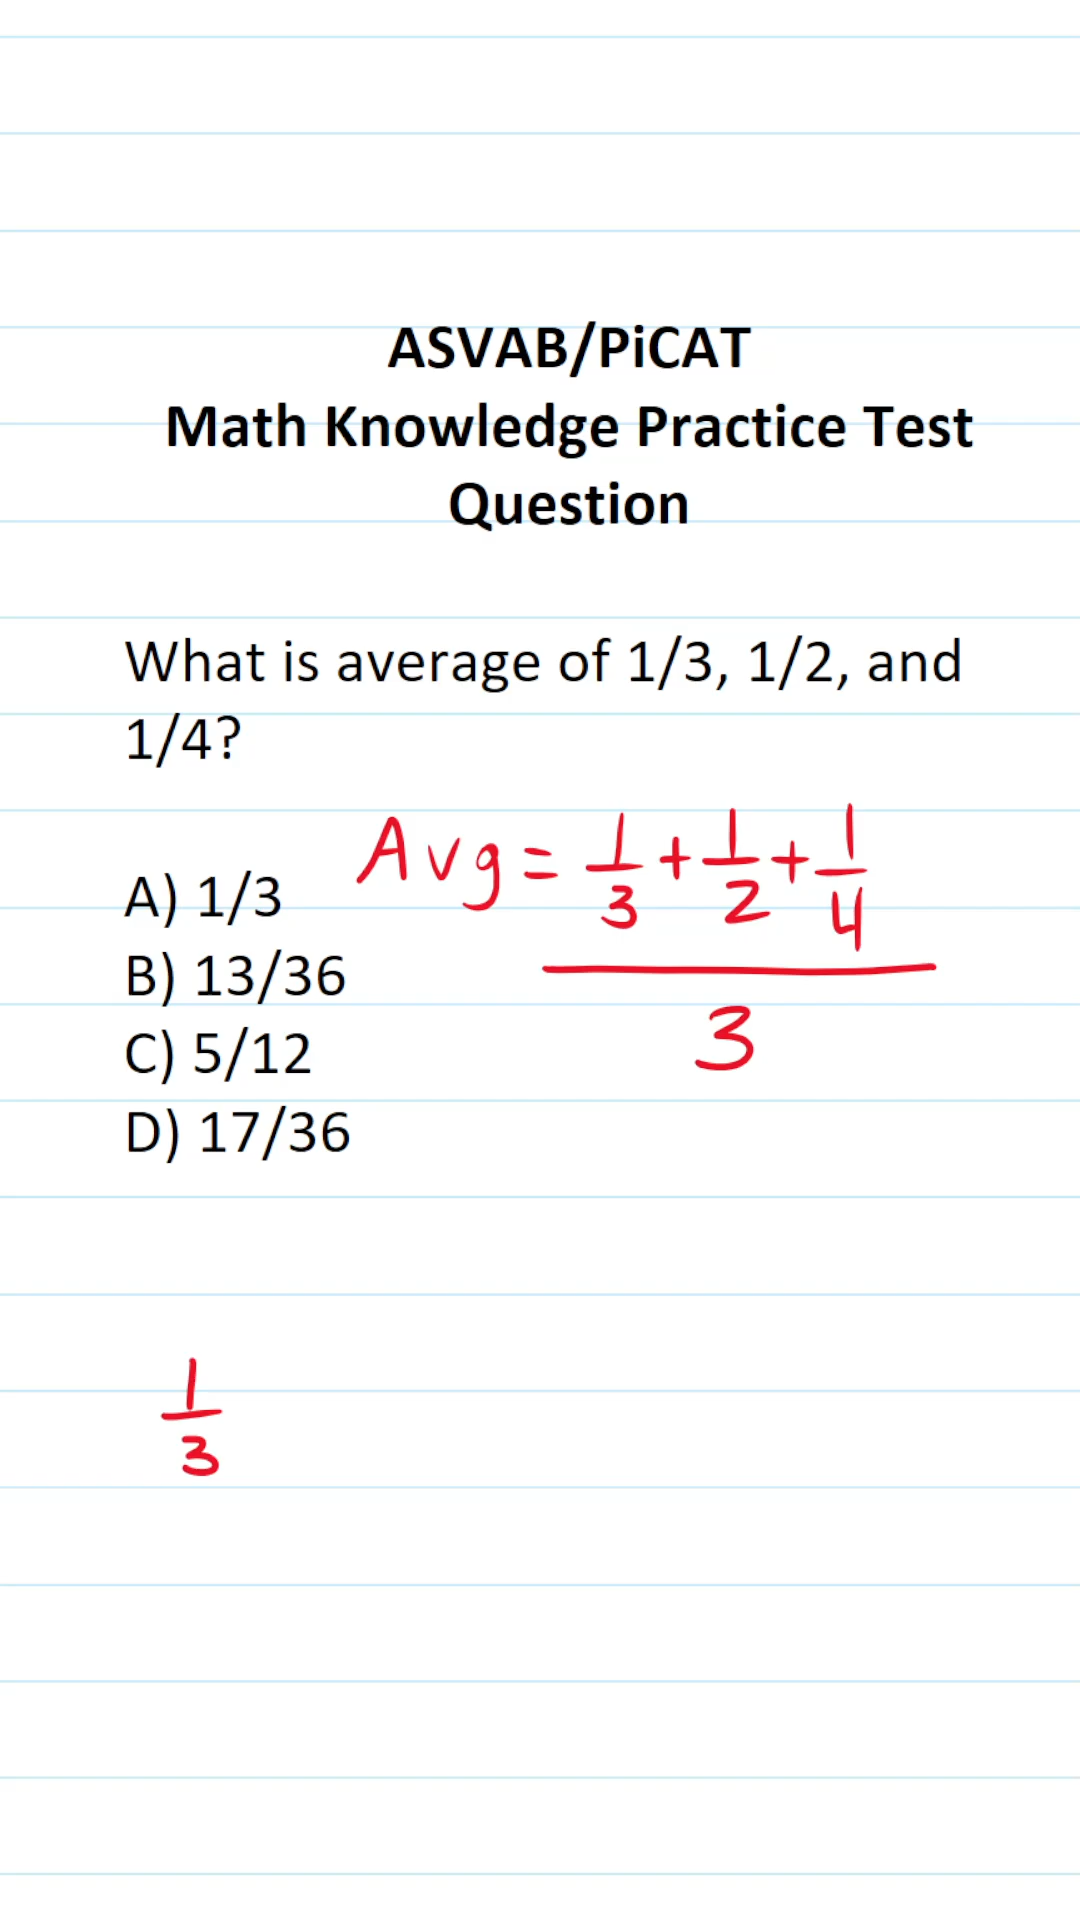 ASVAB/PiCAT
Math Knowledge Practice Test
Question
What is average of 1/3, 1/2, and
1/4?
A) 1/3
B) 13/36
C) 5/12
D) 17/36
Avg = 1/3 + 1/2 + 1/4
3
1/3